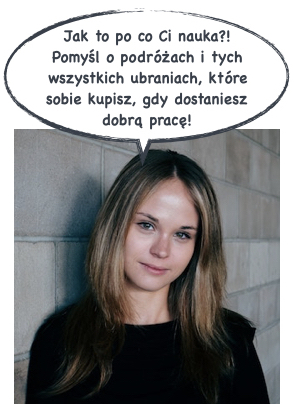 Jak to po co Ci nauka?!
Pomyśl o podróżach i tych
wszystkich ubraniach, które
sobie kupisz, gdy dostaniesz
dobrą pracę!